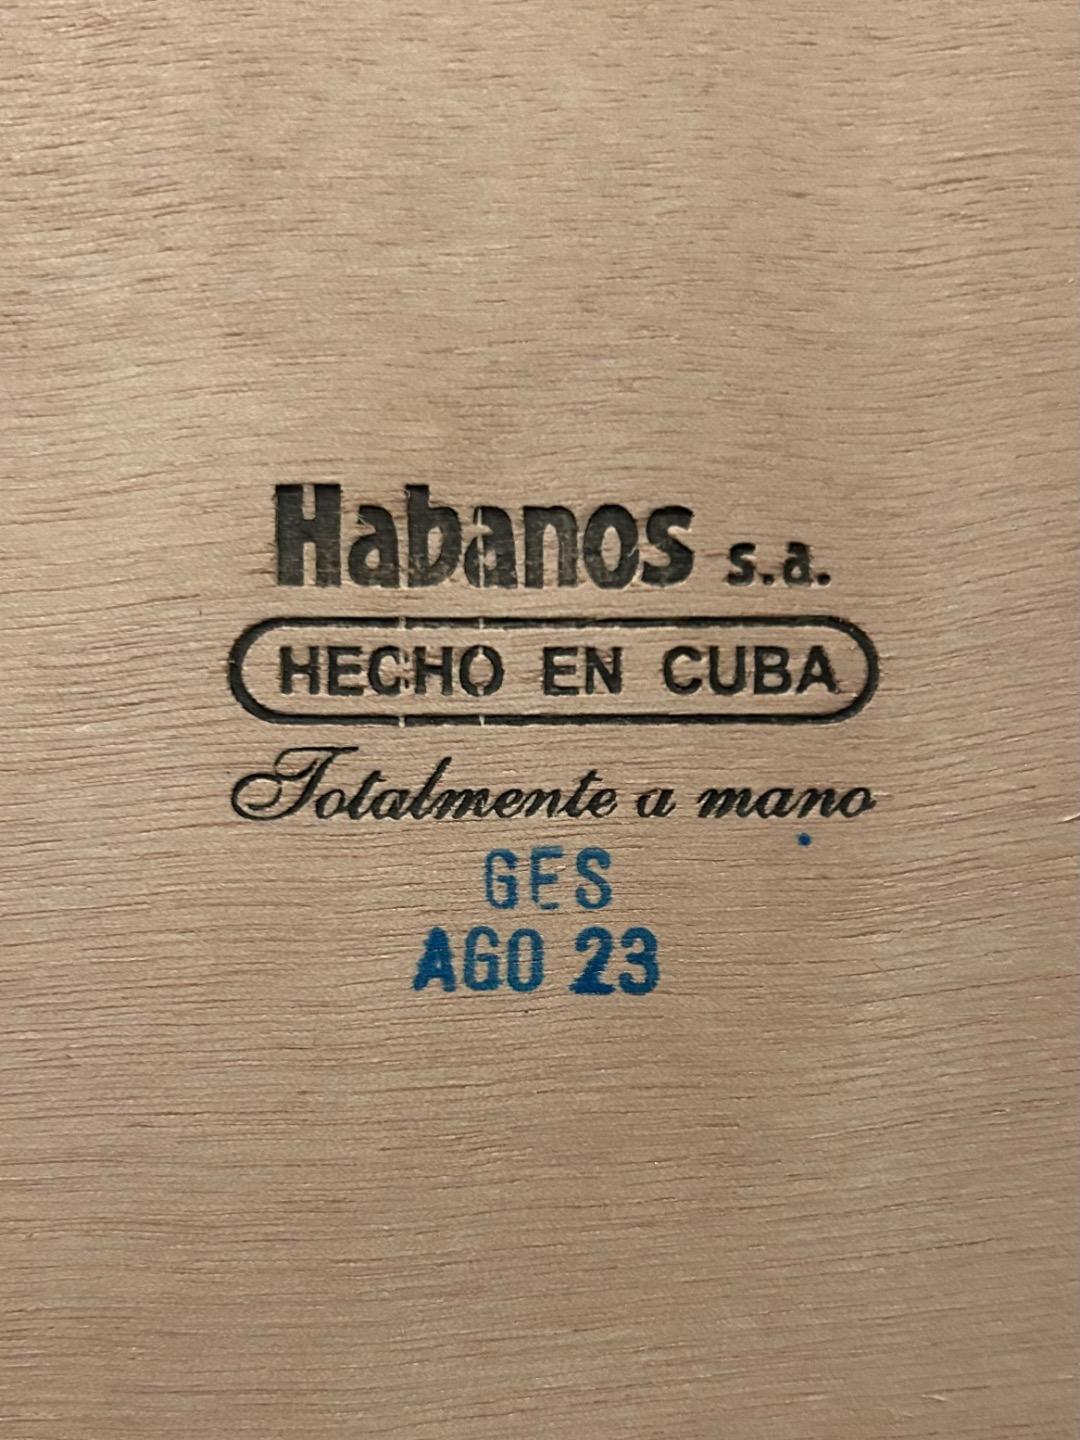 Habanos s.a.
HECHO EN CUBA
Totalmente a mano
GES
AGO 23